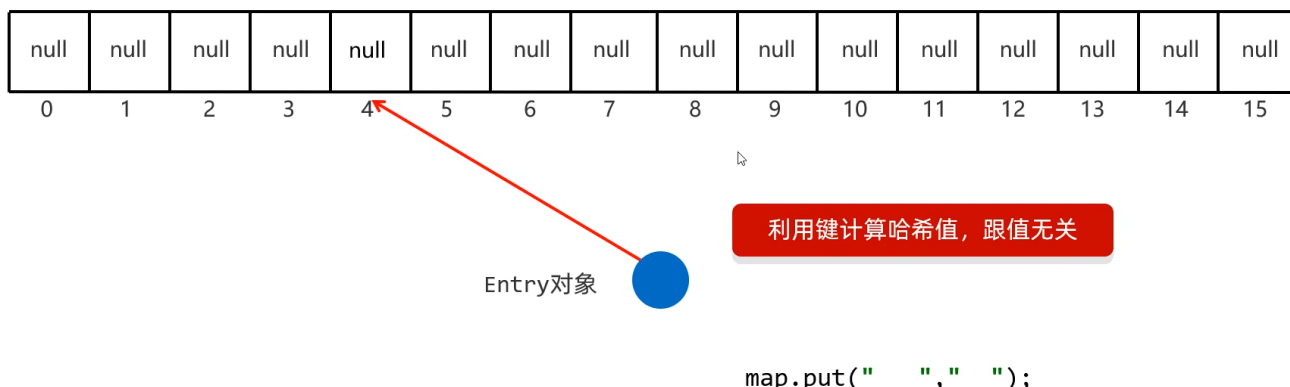 null null null null null null null null null null null null null null null null
0 1 2 3 4 5 6 7 8 9 10 11 12 13 14 15
利用键计算哈希值，跟值无关
Entry对象
map.put("   ","  ");